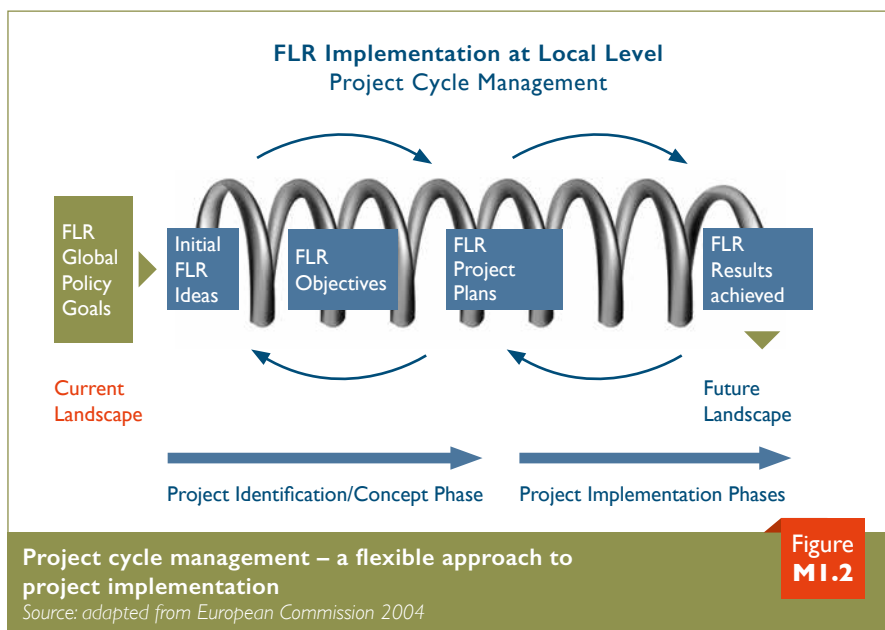 FLR Implementation at Local Level
Project Cycle Management
FLR
Global
Policy
Goals
Initial
FLR
Ideas
FLR
Objectives
FLR
Project
Plans
FLR
Results
achieved
Current
Landscape
Future
Landscape
Project Identification/Concept Phase
Project Implementation Phases
Project cycle management – a flexible approach to
project implementation
Source: adapted from European Commission 2004
Figure
M1.2